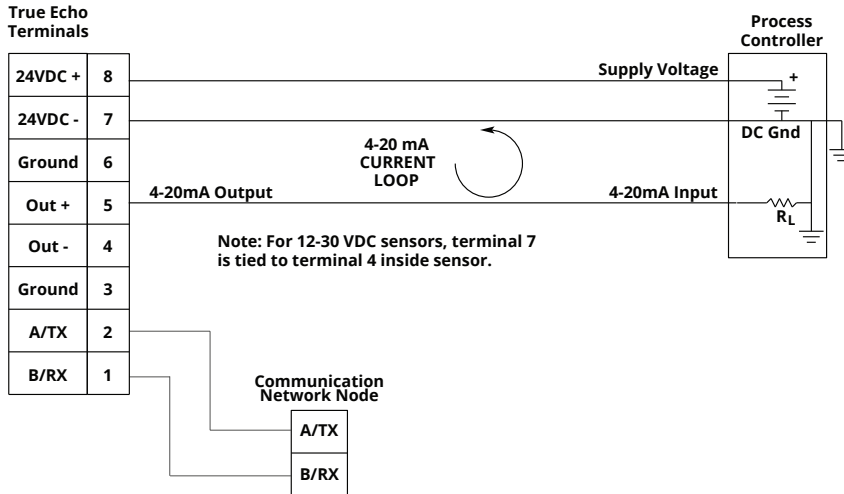 True Echo
Terminals
24VDC + 8
24VDC - 7
Ground 6
Out + 5
Out - 4
Ground 3
A/TX 2
B/RX 1
Supply Voltage
4-20 mA
CURRENT
LOOP
4-20mA Output
4-20mA Input
Note: For 12-30 VDC sensors, terminal 7
is tied to terminal 4 inside sensor.
Process
Controller
+
DC Gnd
RL
Communication
Network Node
A/TX
B/RX